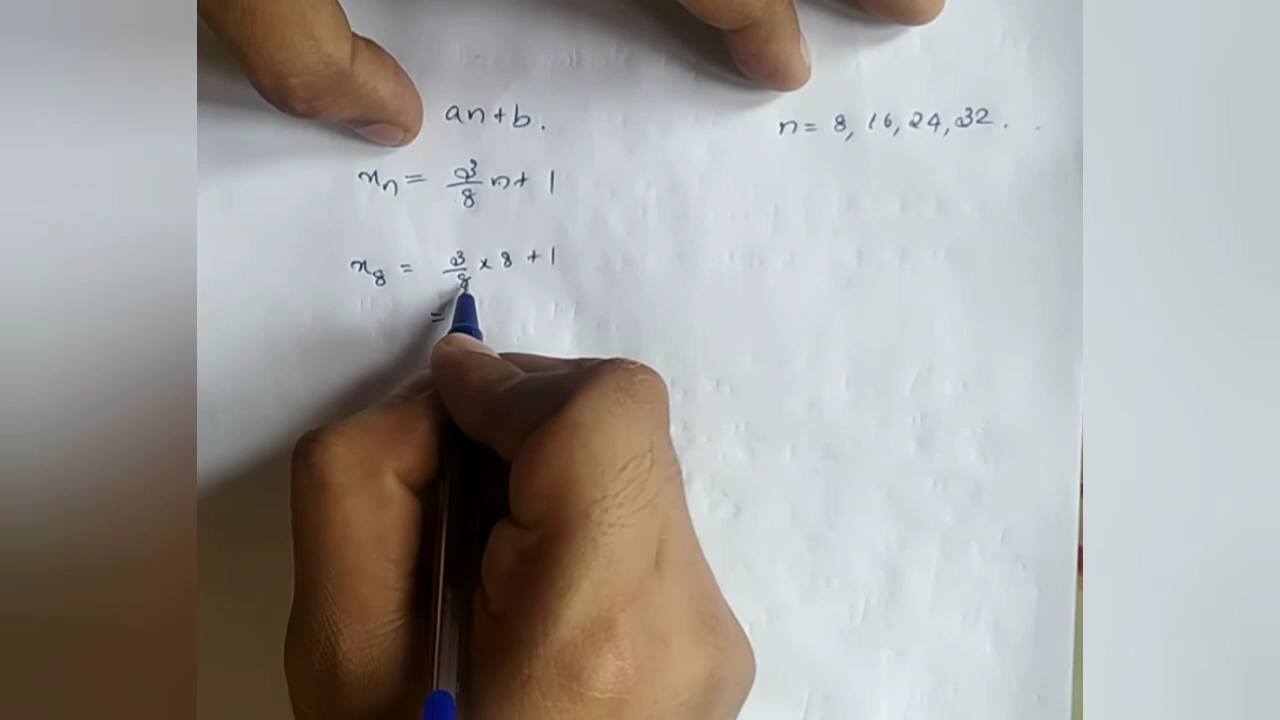 an+b.
n= 8, 16, 24, 32 . .
xn = 3/8 n + 1
x8 = 3/8 × 8 + 1
=